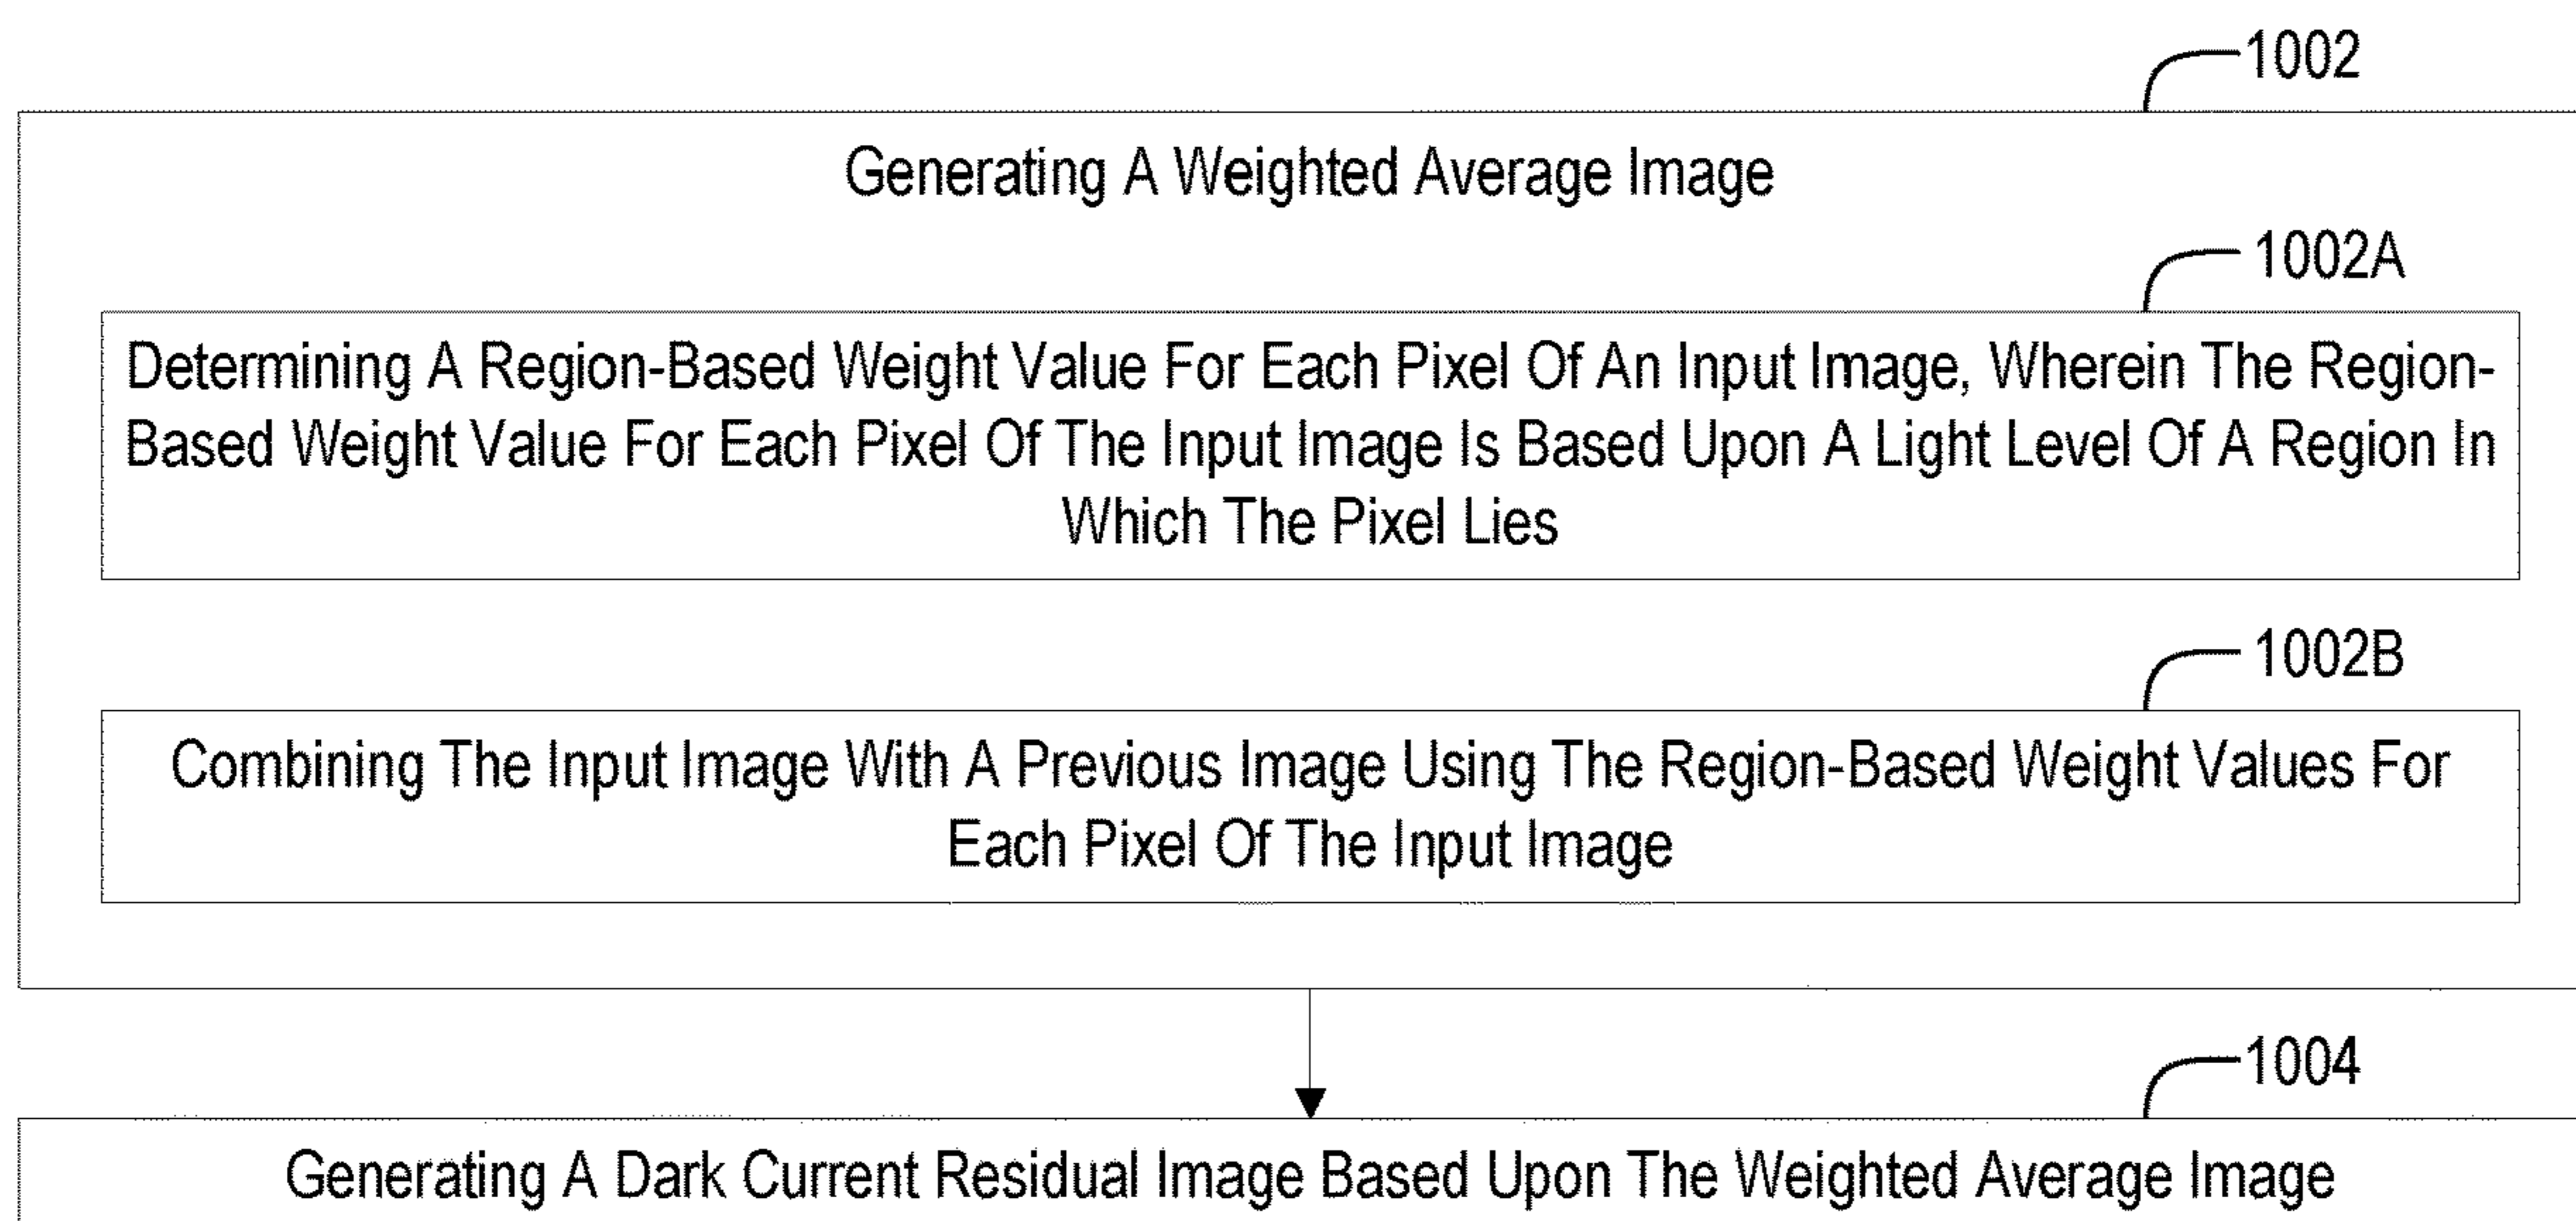 1002
Generating A Weighted Average Image
1002A
Determining A Region-Based Weight Value For Each Pixel Of An Input Image, Wherein The Region-
Based Weight Value For Each Pixel Of The Input Image Is Based Upon A Light Level Of A Region In
Which The Pixel Lies
1002B
Combining The Input Image With A Previous Image Using The Region-Based Weight Values For
Each Pixel Of The Input Image
1004
Generating A Dark Current Residual Image Based Upon The Weighted Average Image